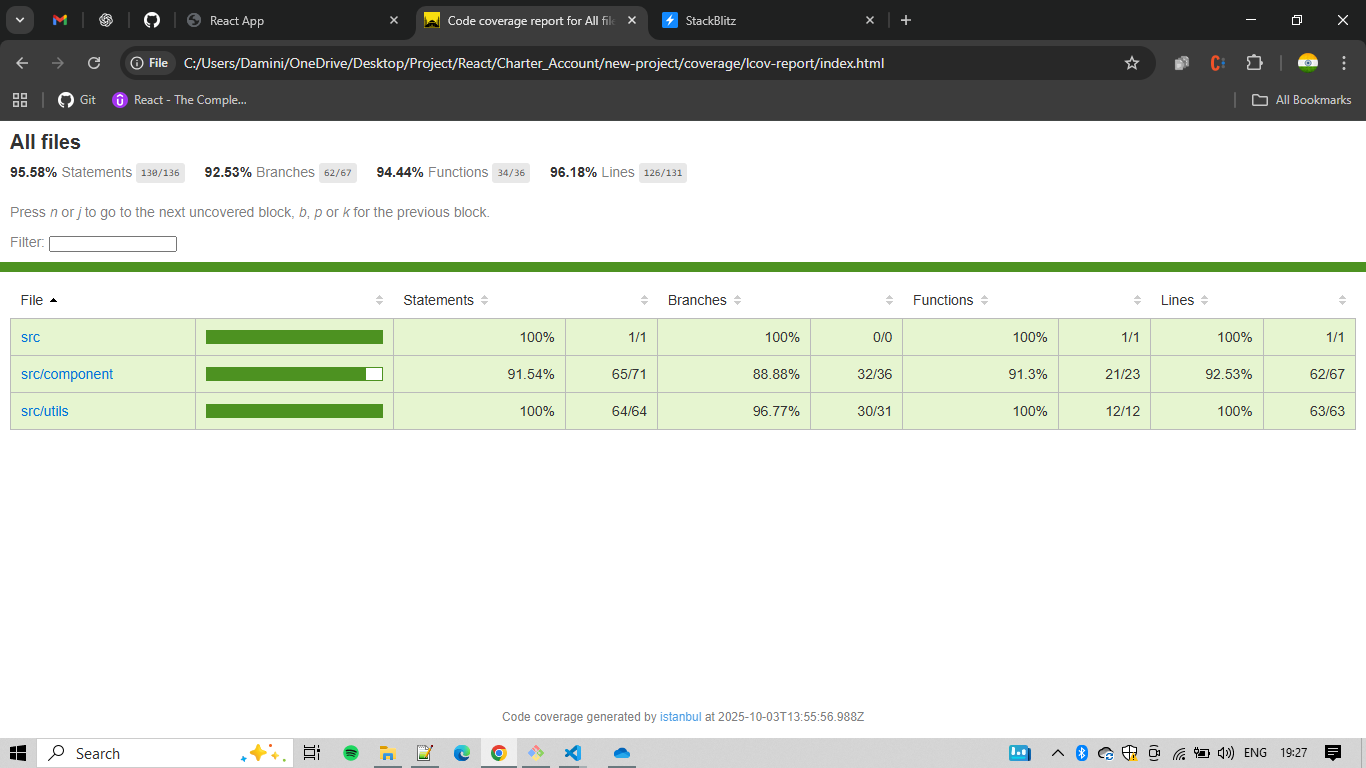 React App
Code coverage report for All file
StackBlitz
File C:/Users/Damini/OneDrive/Desktop/Project/React/Charter_Account/new-project/coverage/lcov-report/index.html
Git React - The Comple...
All Bookmarks
All files
95.58% Statements 130/136 92.53% Branches 62/67 94.44% Functions 34/36 96.18% Lines 126/131
Press n or j to go to the next uncovered block, b, p or k for the previous block.
Filter:
File Statements Branches Functions Lines
src 100% 1/1 100% 0/0 100% 1/1 100% 1/1
src/component 91.54% 65/71 88.88% 32/36 91.3% 21/23 92.53% 62/67
src/utils 100% 64/64 96.77% 30/31 100% 12/12 100% 63/63
Code coverage generated by istanbul at 2025-10-03T13:55:56.988Z
Search
ENG 19:27